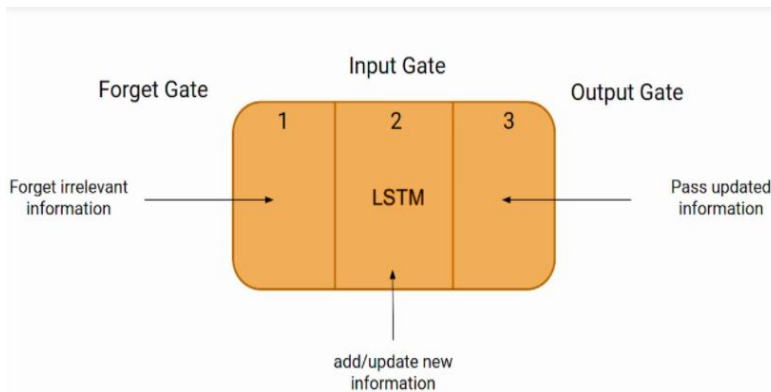 Input Gate
Forget Gate
Output Gate
1
2
3
LSTM
Forget irrelevant
information
Pass updated
information
add/update new
information